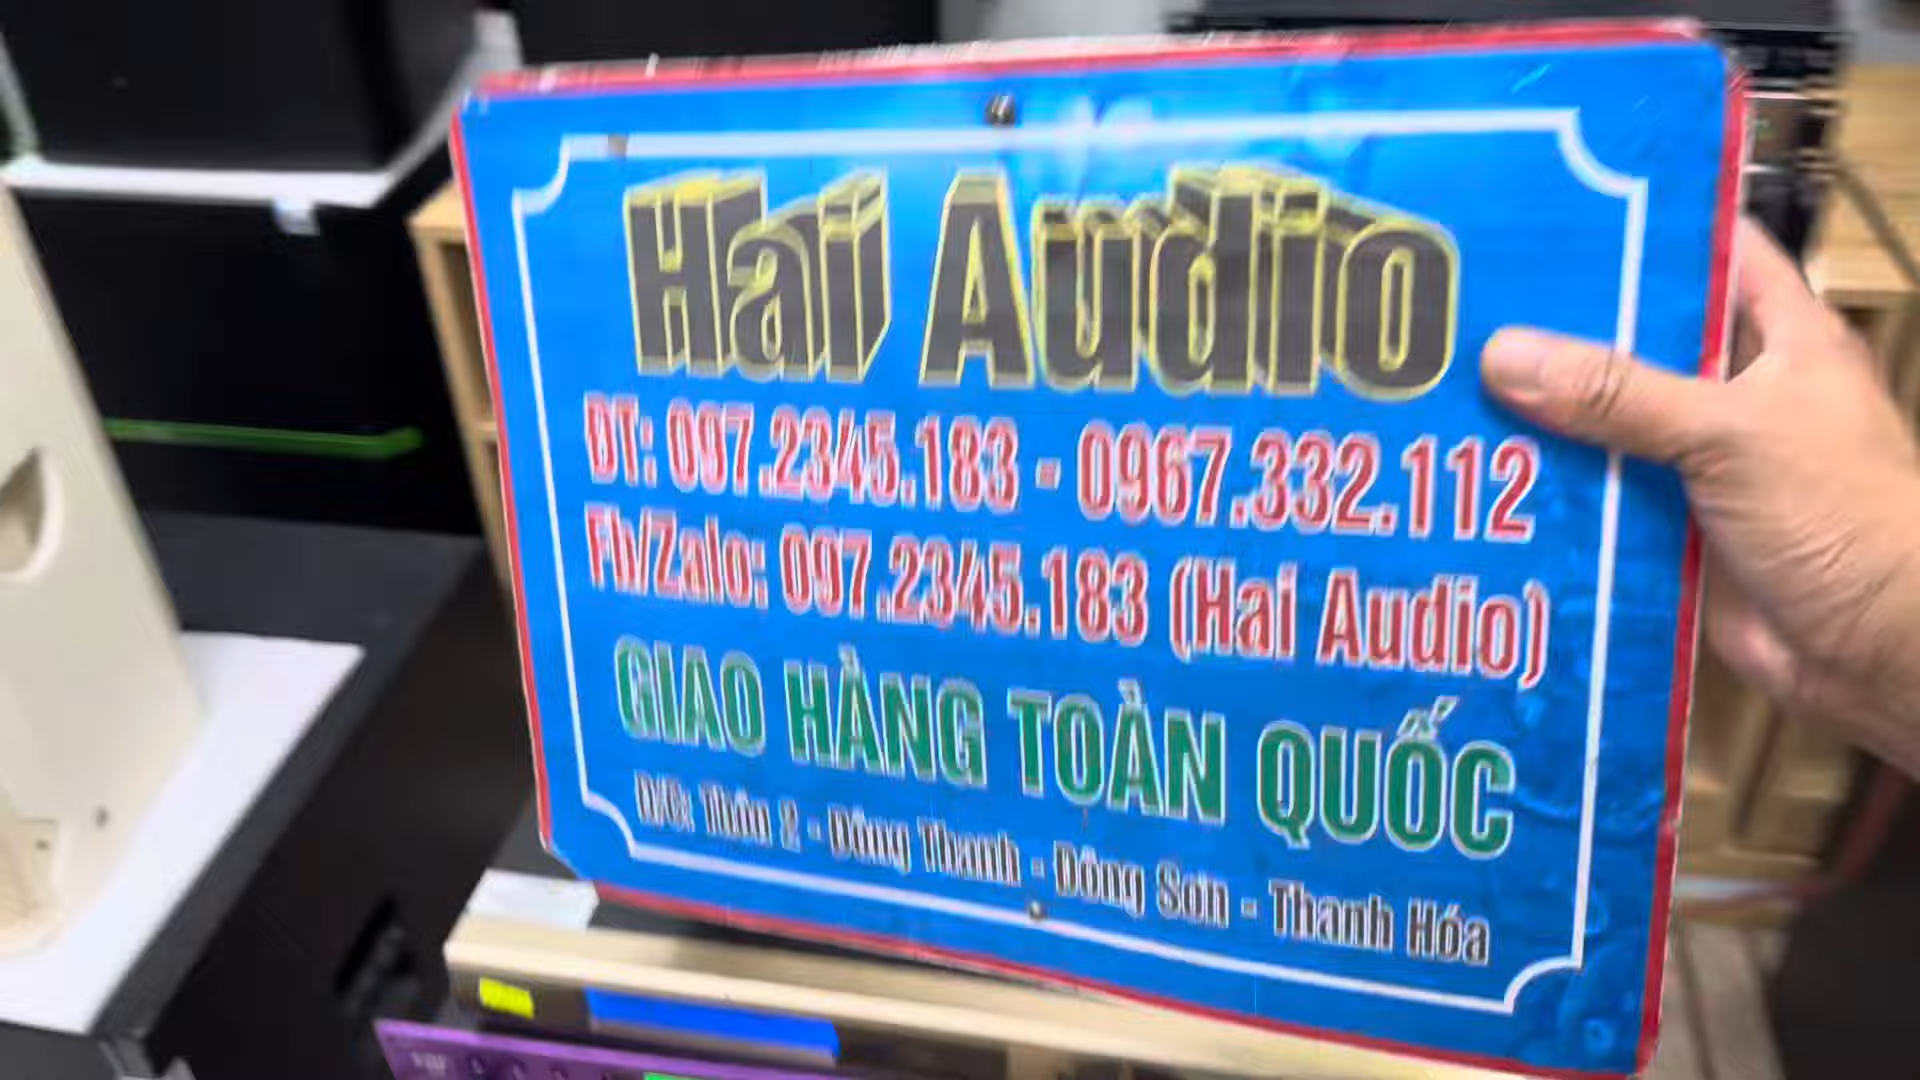 Hai Audio
ĐT: 097.2345.183 - 0967.332.112
Fb/Zalo: 097.2345.183 (Hai Audio)
GIAO HÀNG TOÀN QUỐC
Đ/C: Thôn 2 - Đông Thanh - Đông Sơn - Thanh Hóa